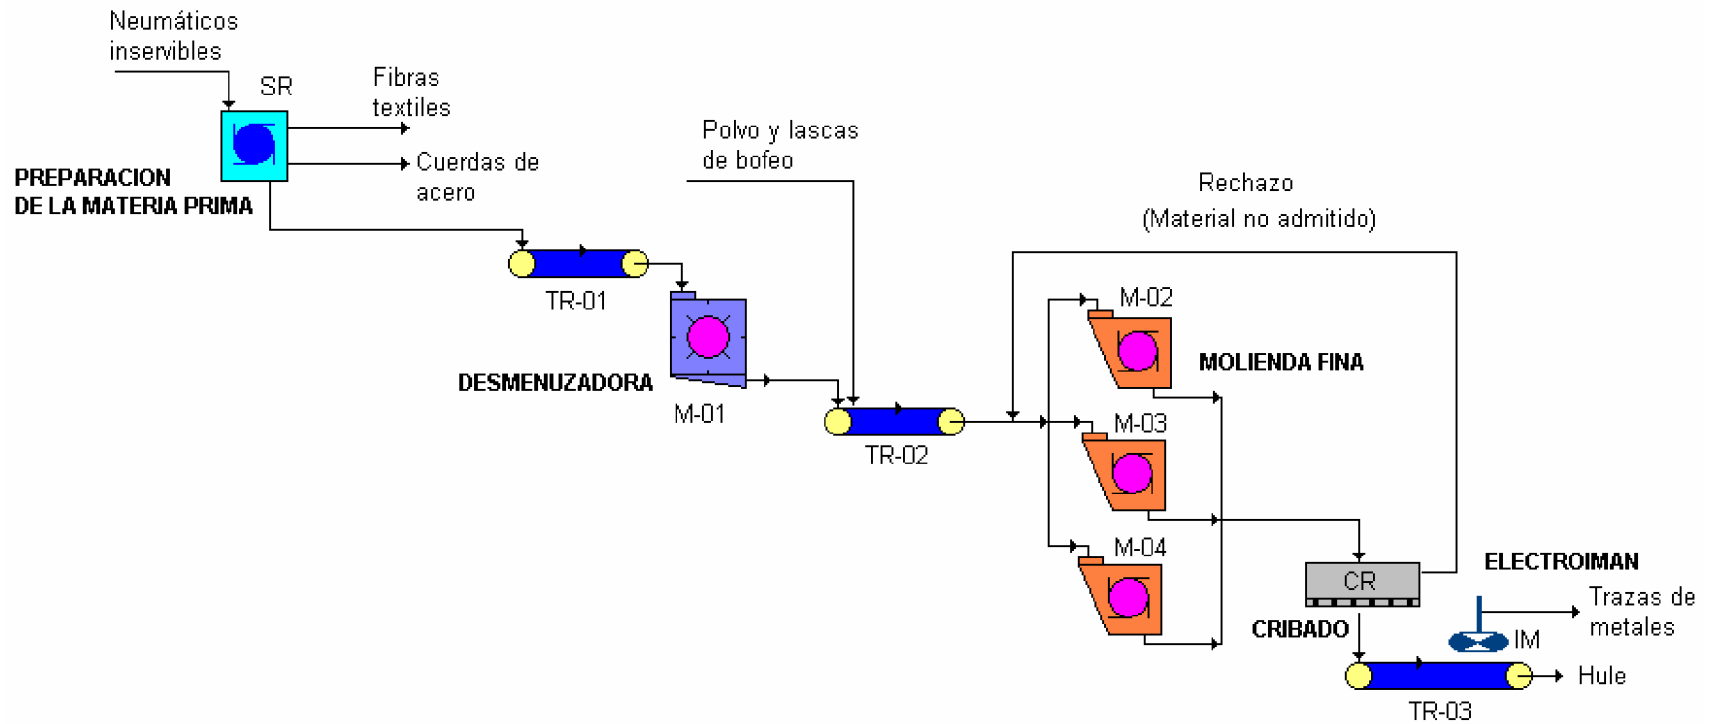 Neumáticos
inservibles
SR
Fibras
textiles
Cuerdas de
acero
PREPARACION
DE LA MATERIA PRIMA
Polvo y lascas
de bofeo
Rechazo
(Material no admitido)
TR-01
M-02
MOLIENDA FINA
DESMENUZADORA
M-01
M-03
TR-02
M-04
ELECTROIMAN
CR
Trazas de
metales
CRIBADO
IM
Hule
TR-03